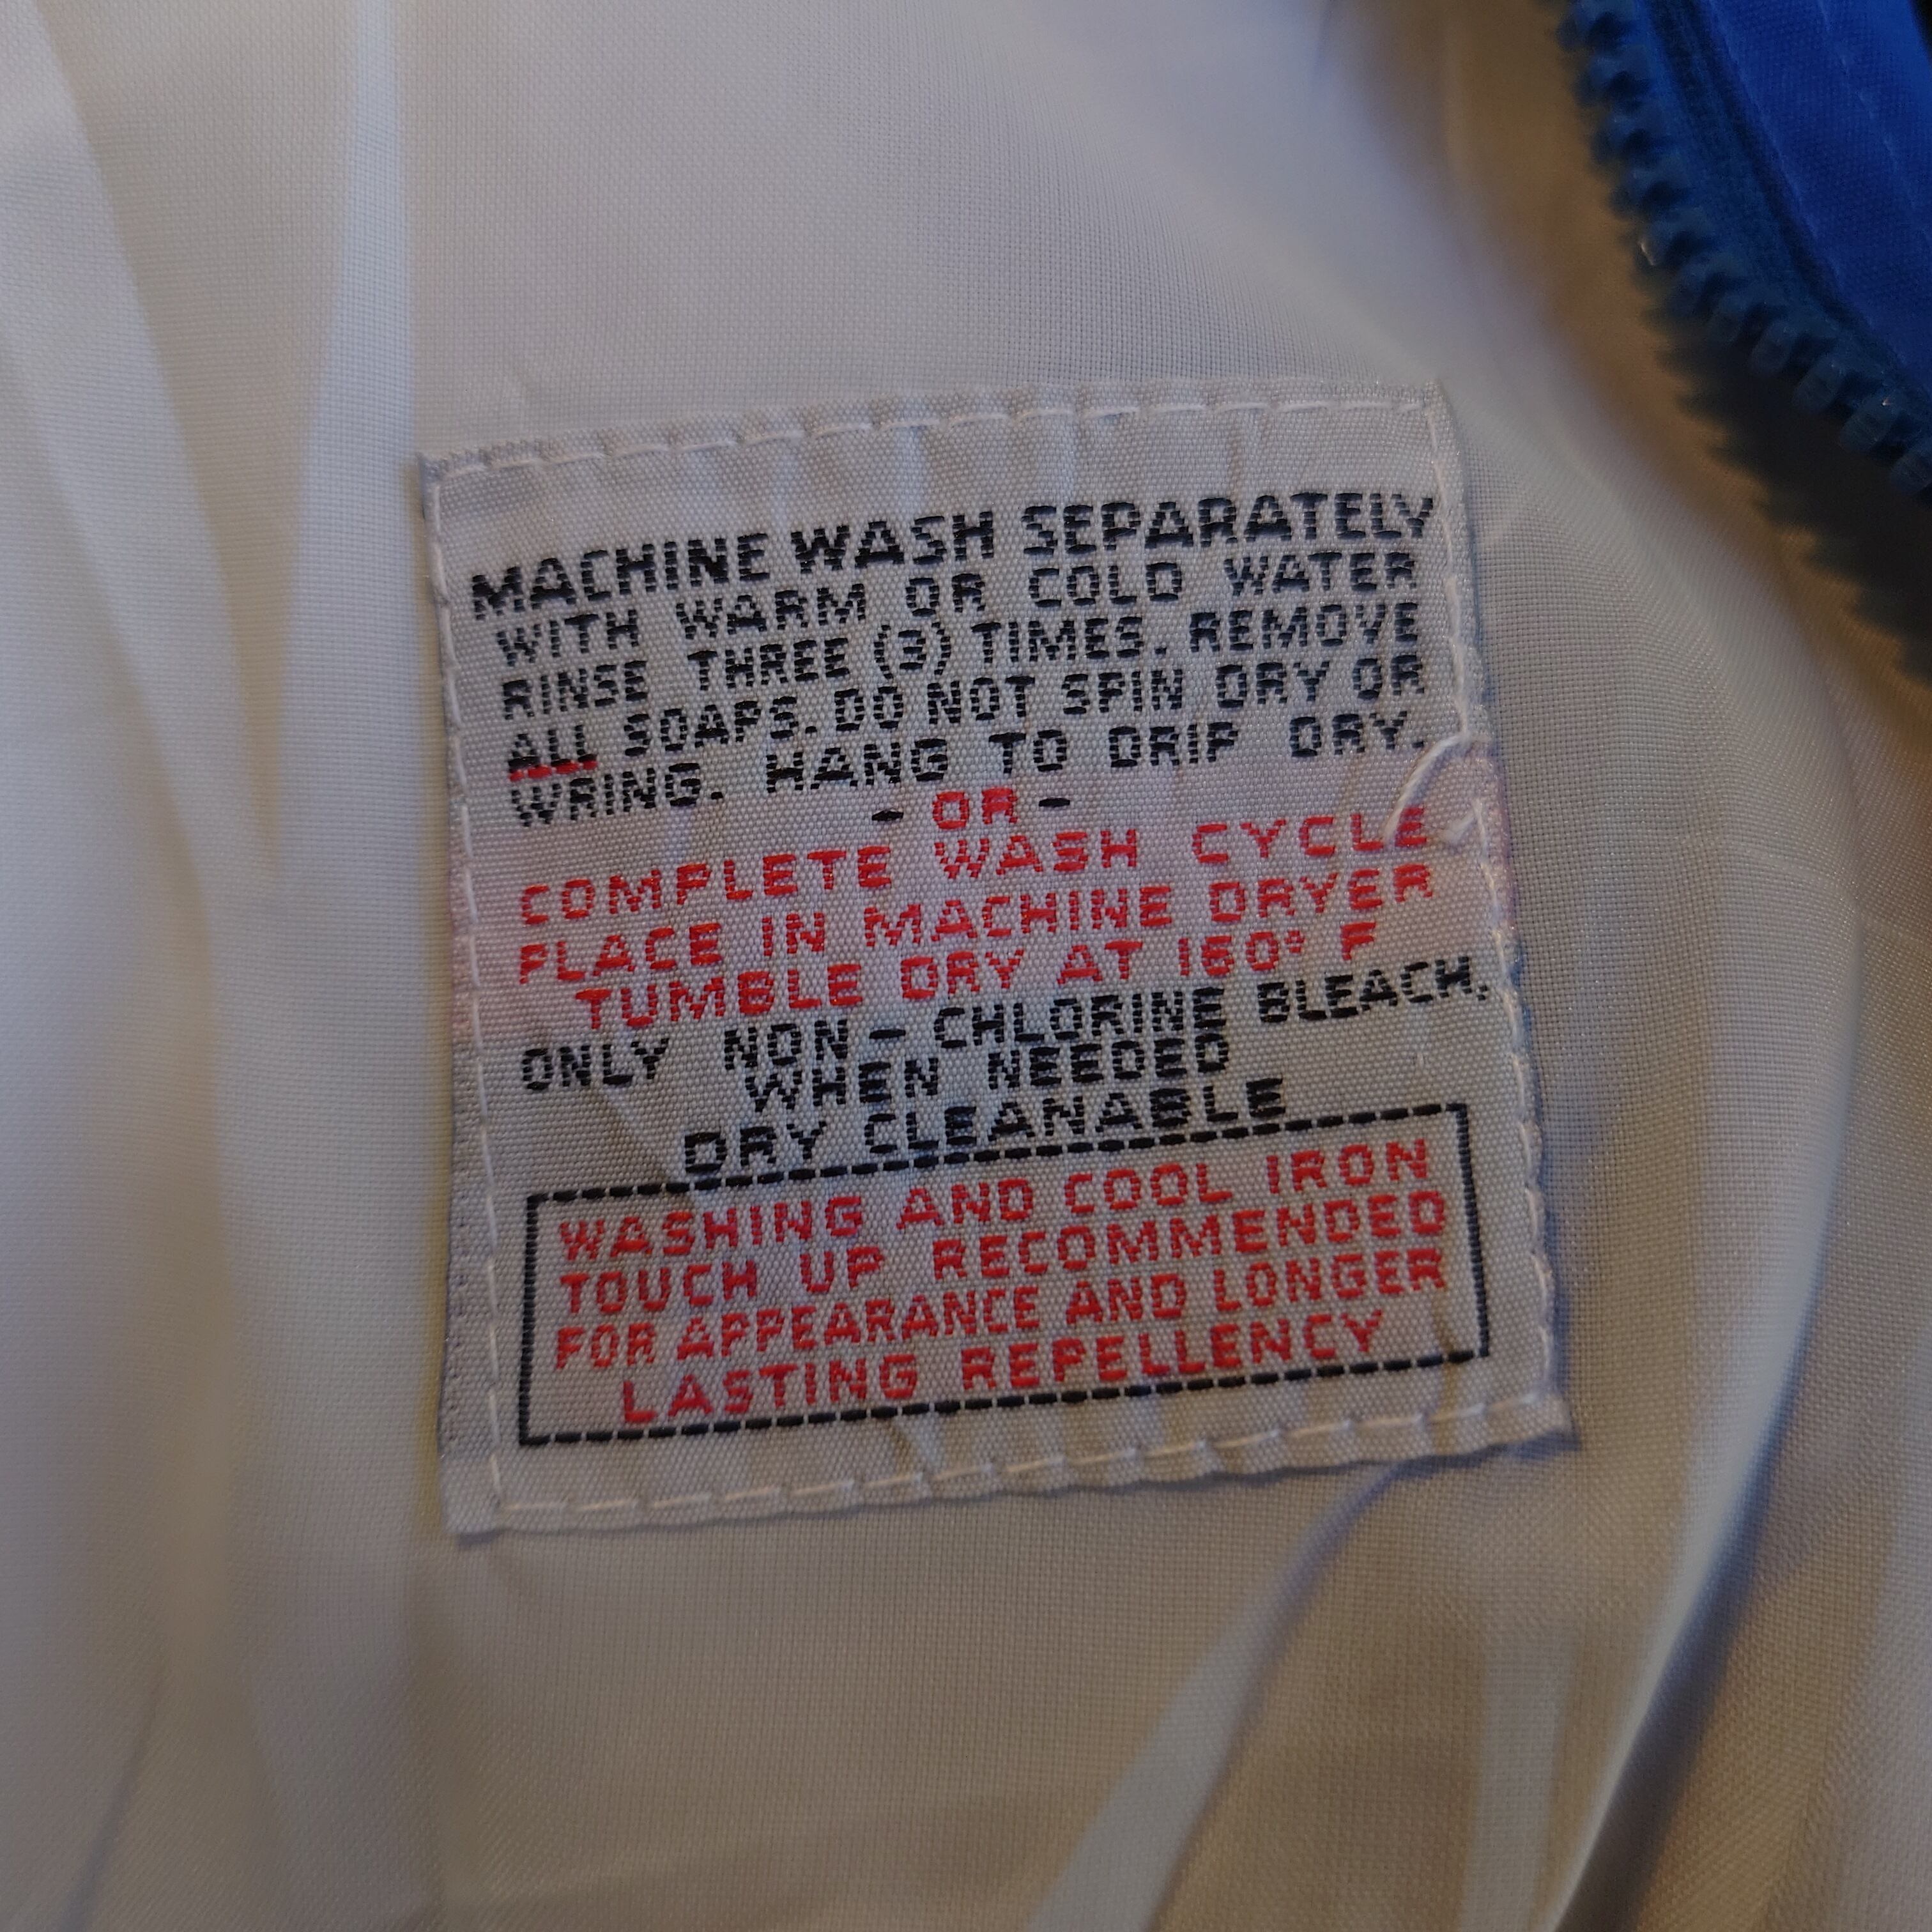 MACHINE WASH SEPARATELY
WITH WARM OR COLD WATER
RINSE THREE (3) TIMES. REMOVE
ALL SOAPS. DO NOT SPIN DRY OR
WRING. HANG TO DRIP DRY.
- OR -
COMPLETE WASH CYCLE
PLACE IN MACHINE DRYER
TUMBLE DRY AT 160° F
ONLY NON - CHLORINE BLEACH,
WHEN NEEDED
DRY CLEANABLE
WASHING AND COOL IRON
TOUCH UP RECOMMENDED
FOR APPEARANCE AND LONGER
LASTING REPELLENCY